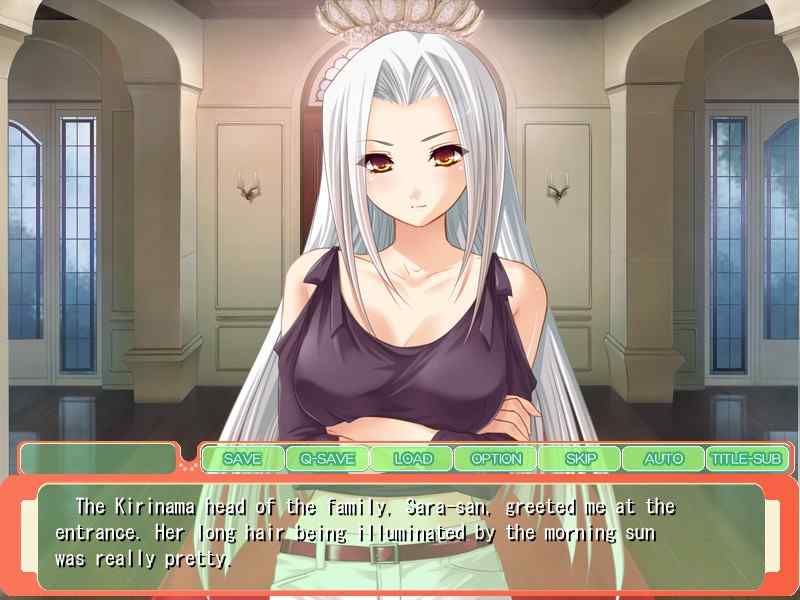 SAVE Q-SAVE LOAD OPTION SKIP AUTO TITLE-SUB
The Kirinama head of the family, Sara-san, greeted me at the
entrance. Her long hair being illuminated by the morning sun
was really pretty.